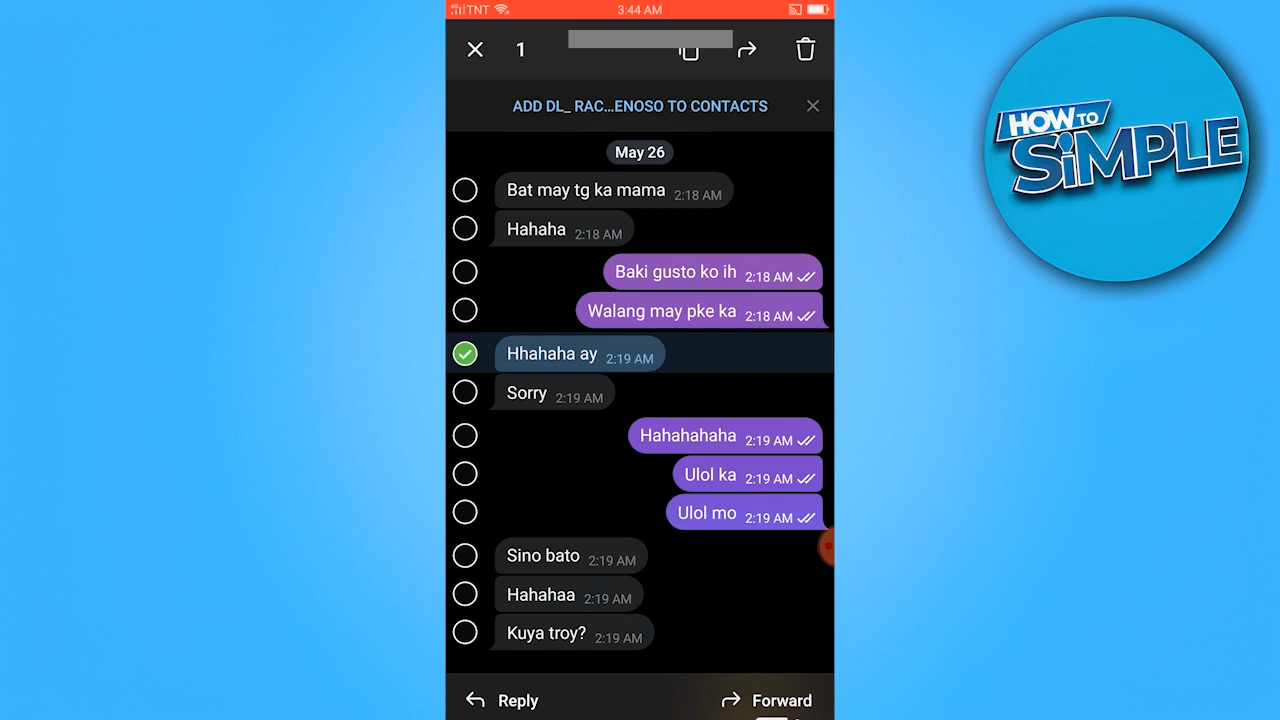 TNT 3:44 AM
1
ADD DL_ RAC...ENOSO TO CONTACTS
HOW TO
SiMPLE
May 26
Bat may tg ka mama 2:18 AM
Hahaha 2:18 AM
Baki gusto ko ih 2:18 AM
Walang may pke ka 2:18 AM
Hhahaha ay 2:19 AM
Sorry 2:19 AM
Hahahahaha 2:19 AM
Ulol ka 2:19 AM
Ulol mo 2:19 AM
Sino bato 2:19 AM
Hahahaa 2:19 AM
Kuya troy? 2:19 AM
Reply Forward